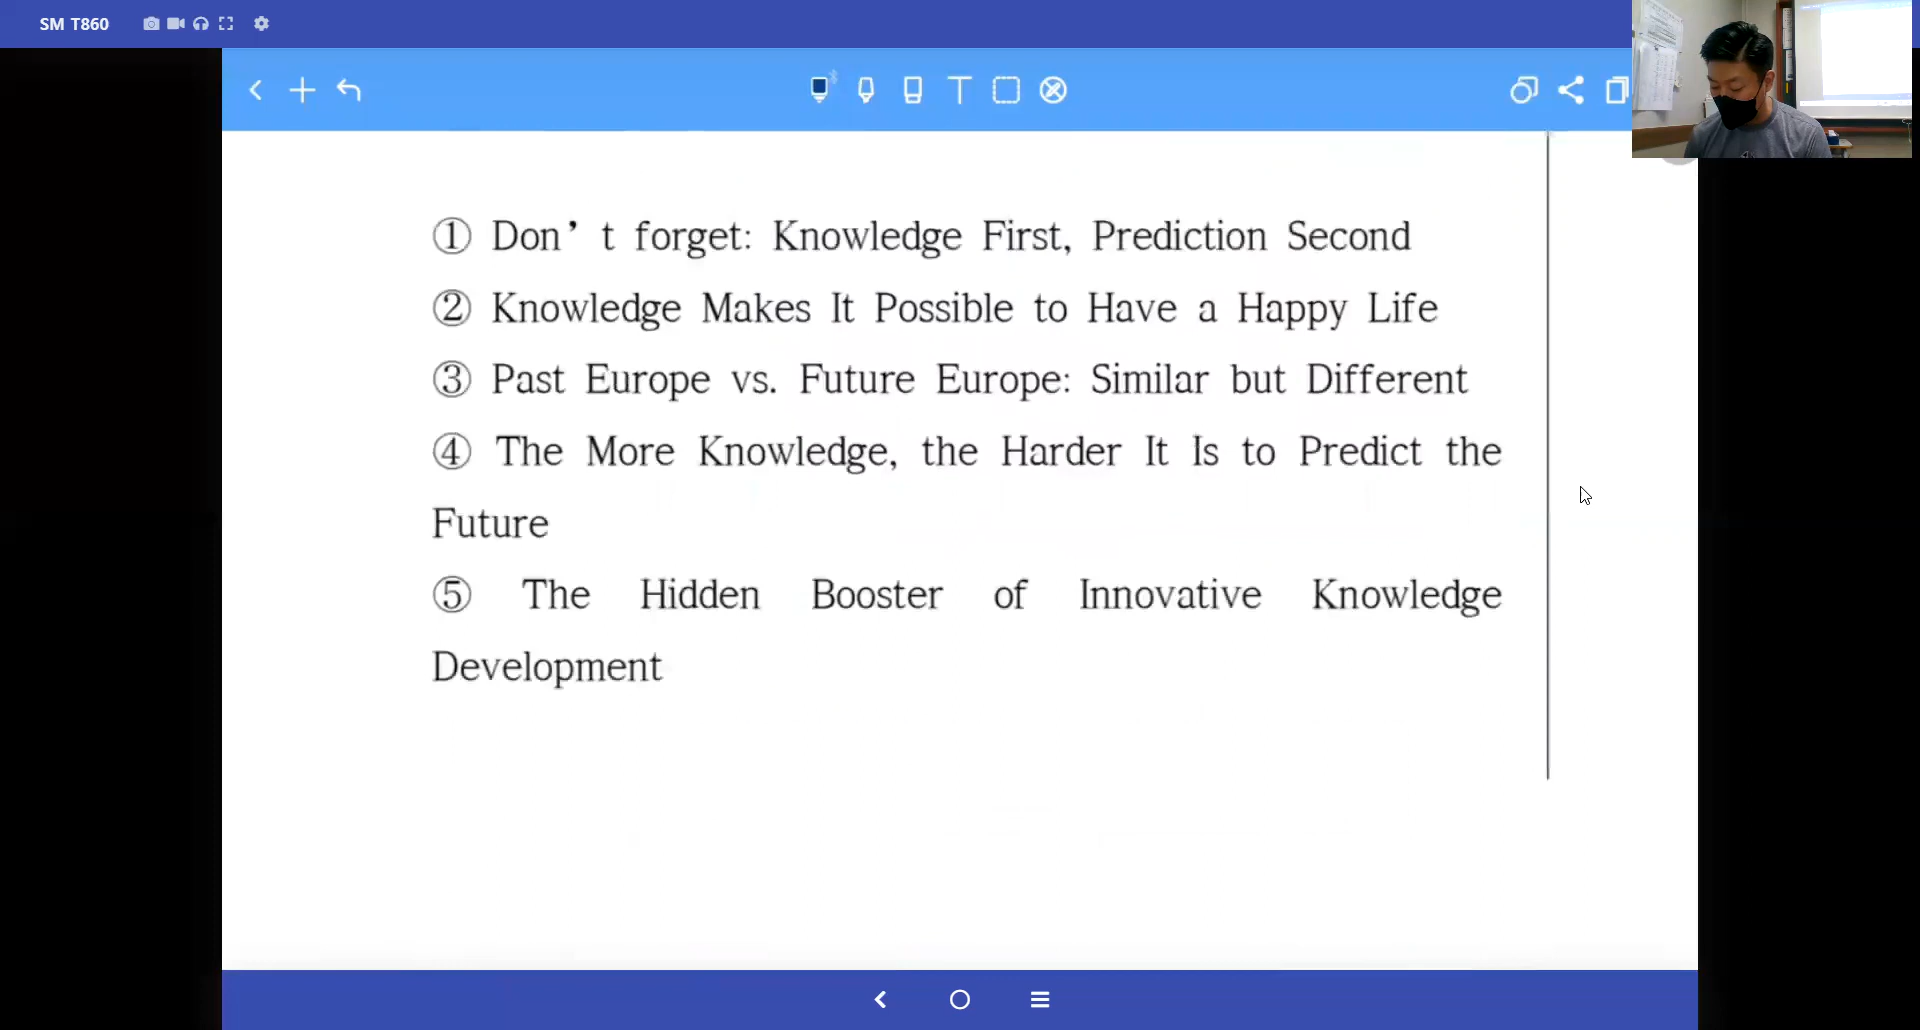 SM T860
① Don't forget: Knowledge First, Prediction Second
② Knowledge Makes It Possible to Have a Happy Life
③ Past Europe vs. Future Europe: Similar but Different
④ The More Knowledge, the Harder It Is to Predict the
Future
⑤ The Hidden Booster of Innovative Knowledge
Development